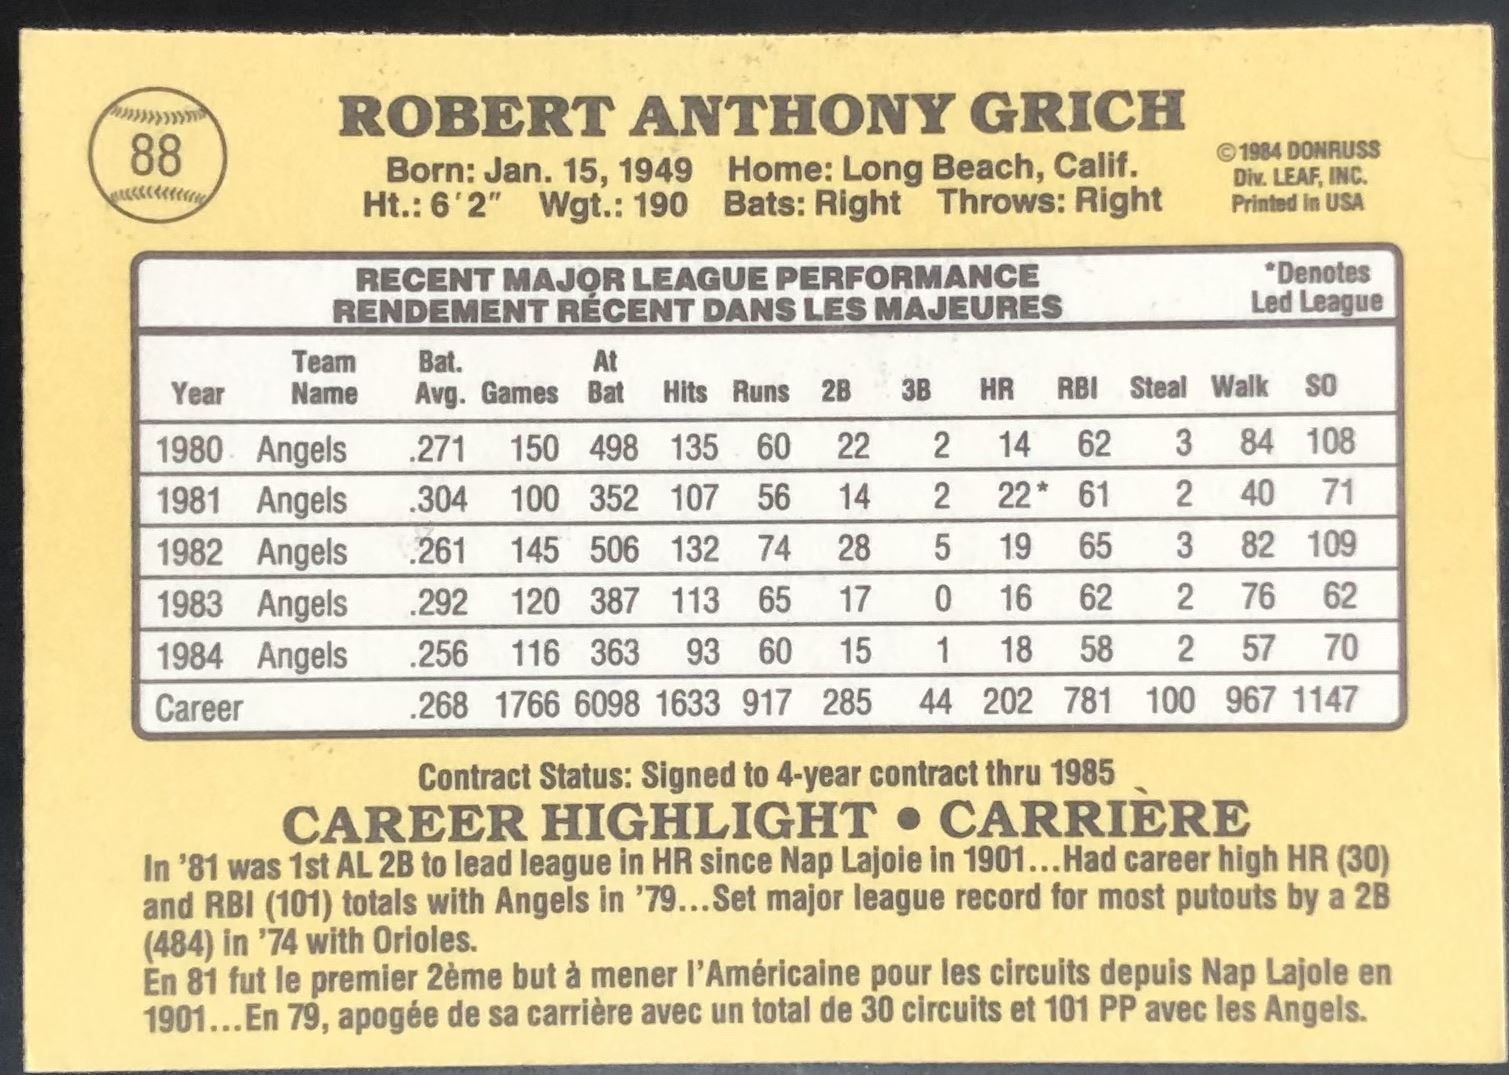 88
ROBERT ANTHONY GRICH
Born: Jan. 15, 1949 Home: Long Beach, Calif.
Ht.: 6'2" Wgt.: 190 Bats: Right Throws: Right
©1984 DONRUSS
Div. LEAF, INC.
Printed in USA
RECENT MAJOR LEAGUE PERFORMANCE
RENDEMENT RÉCENT DANS LES MAJEURES
*Denotes
Led League
Year Team Name Bat. Avg. Games At Bat Hits Runs 2B 3B HR RBI Steal Walk SO
1980 Angels .271 150 498 135 60 22 2 14 62 3 84 108
1981 Angels .304 100 352 107 56 14 2 22* 61 2 40 71
1982 Angels .261 145 506 132 74 28 5 19 65 3 82 109
1983 Angels .292 120 387 113 65 17 0 16 62 2 76 62
1984 Angels .256 116 363 93 60 15 1 18 58 2 57 70
Career .268 1766 6098 1633 917 285 44 202 781 100 967 1147
Contract Status: Signed to 4-year contract thru 1985
CAREER HIGHLIGHT • CARRIÈRE
In '81 was 1st AL 2B to lead league in HR since Nap Lajoie in 1901...Had career high HR (30)
and RBI (101) totals with Angels in '79...Set major league record for most putouts by a 2B
(484) in '74 with Orioles.
En 81 fut le premier 2ème but à mener l'Américaine pour les circuits depuis Nap Lajole en
1901...En 79, apogée de sa carrière avec un total de 30 circuits et 101 PP avec les Angels.